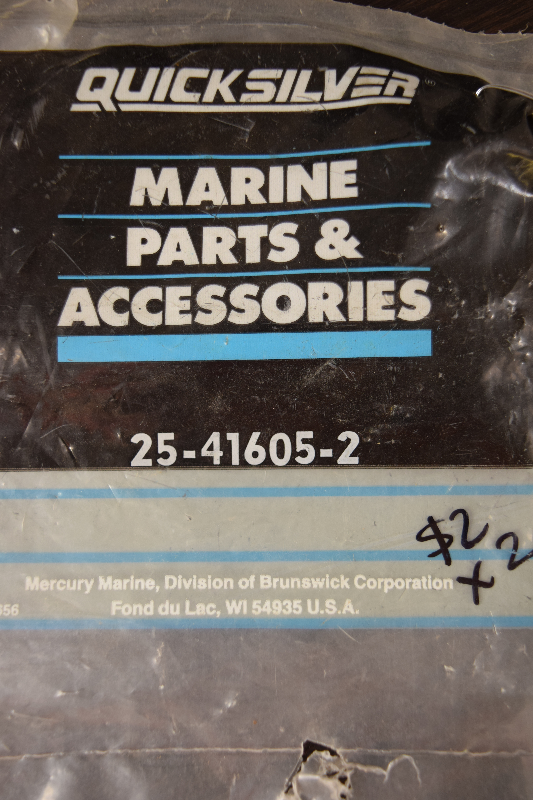 QUICKSILVER
MARINE
PARTS &
ACCESSORIES
25-41605-2
$2 2
+
Mercury Marine, Division of Brunswick Corporation
Fond du Lac, WI 54935 U.S.A.